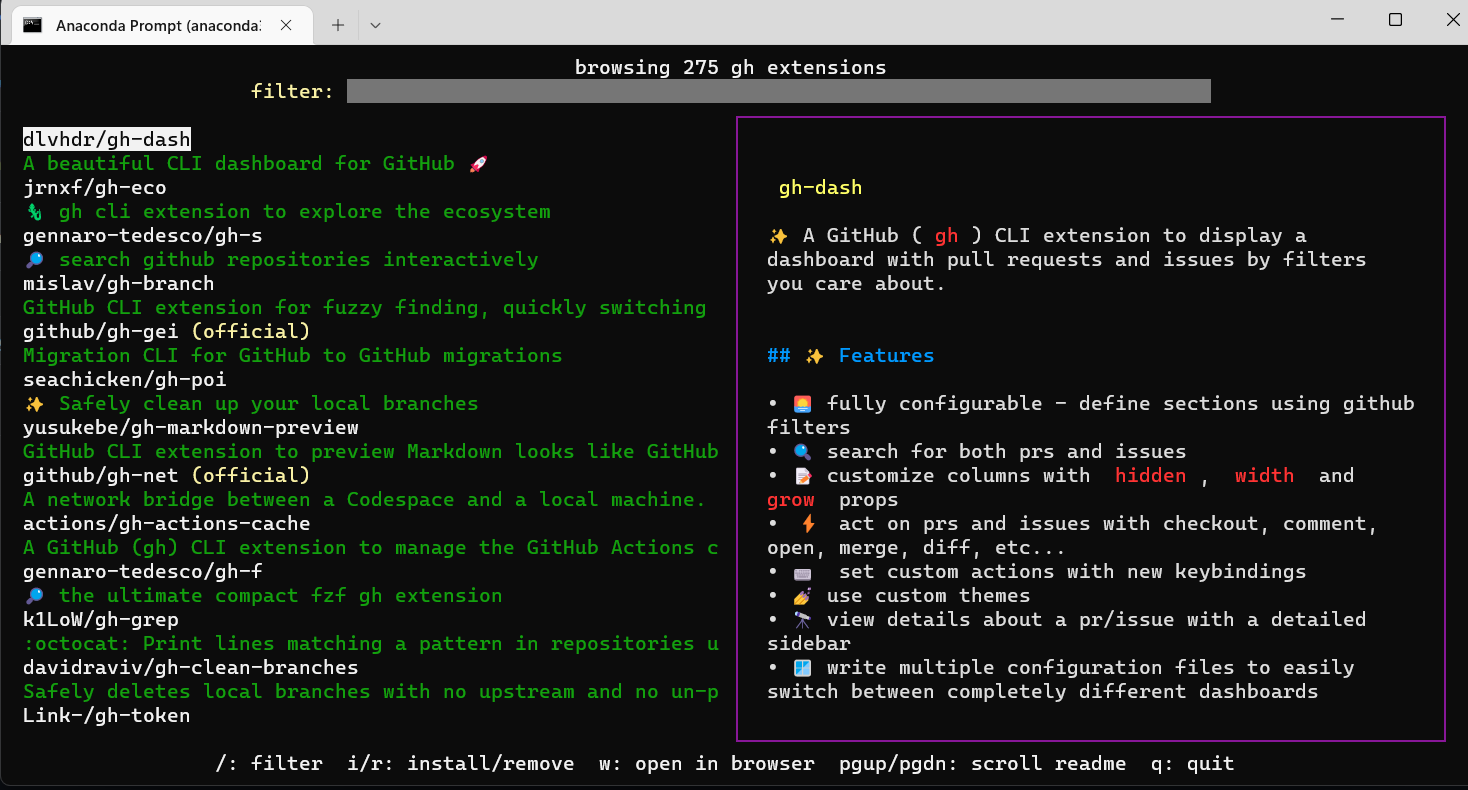 Anaconda Prompt (anaconda3
browsing 275 gh extensions
filter:
dlvhdr/gh-dash
A beautiful CLI dashboard for GitHub 🚀
jrnxf/gh-eco
🦎 gh cli extension to explore the ecosystem
gennaro-tedesco/gh-s
🔎 search github repositories interactively
mislav/gh-branch
GitHub CLI extension for fuzzy finding, quickly switching
github/gh-gei (official)
Migration CLI for GitHub to GitHub migrations
seachicken/gh-poi
✨ Safely clean up your local branches
yusukebe/gh-markdown-preview
GitHub CLI extension to preview Markdown looks like GitHub
github/gh-net (official)
A network bridge between a Codespace and a local machine.
actions/gh-actions-cache
A GitHub (gh) CLI extension to manage the GitHub Actions c
gennaro-tedesco/gh-f
🔎 the ultimate compact fzf gh extension
k1LoW/gh-grep
:octocat: Print lines matching a pattern in repositories u
davidraviv/gh-clean-branches
Safely deletes local branches with no upstream and no un-p
Link-/gh-token
gh-dash
✨ A GitHub ( gh ) CLI extension to display a
dashboard with pull requests and issues by filters
you care about.
## ✨ Features
• 🌅 fully configurable - define sections using github
filters
• 🔍 search for both prs and issues
• 📝 customize columns with hidden , width and
grow props
• ⚡ act on prs and issues with checkout, comment,
open, merge, diff, etc...
• ⌨️ set custom actions with new keybindings
• 💅 use custom themes
• 🔭 view details about a pr/issue with a detailed
sidebar
• 🪟 write multiple configuration files to easily
switch between completely different dashboards
/: filter i/r: install/remove w: open in browser pgup/pgdn: scroll readme q: quit